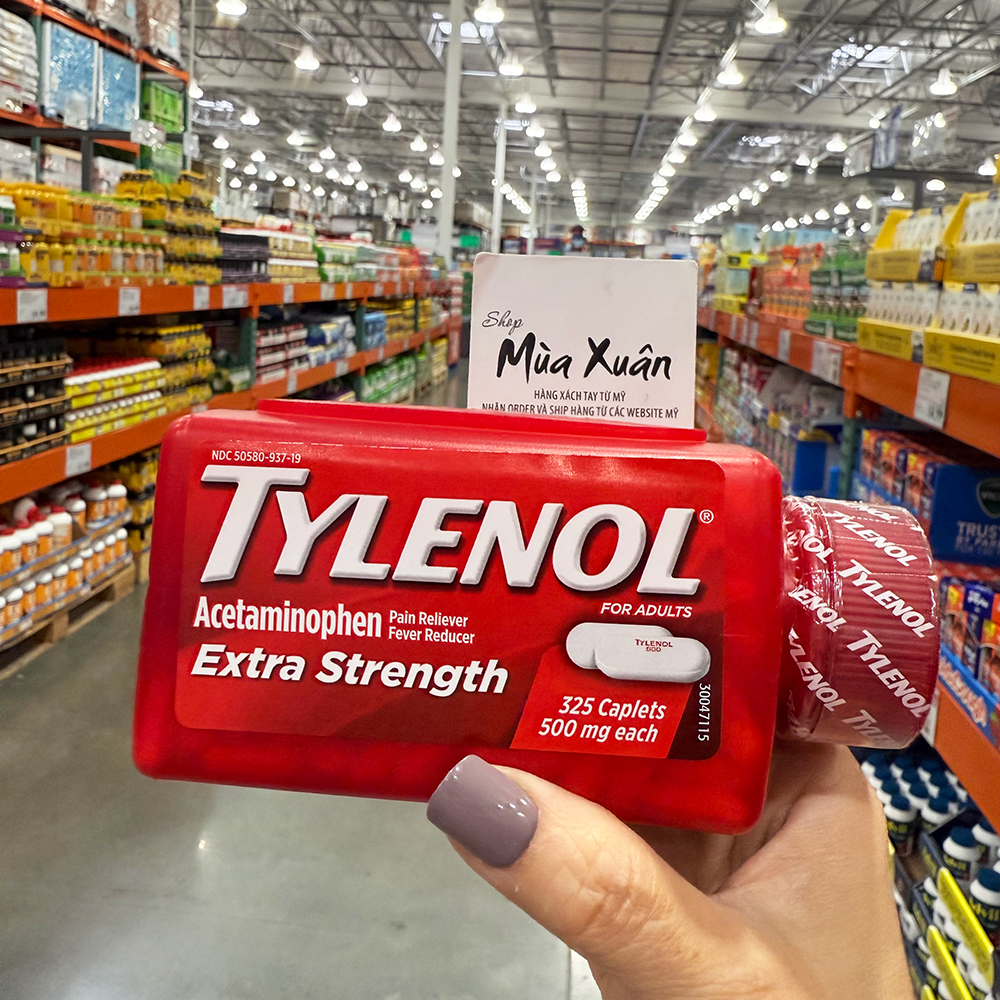 Shop
Mùa Xuân
HÀNG XÁCH TAY TỪ MỸ
NHẬN ORDER VÀ SHIP HÀNG TỪ CÁC WEBSITE MỸ
NDC 50580-937-19
TYLENOL®
FOR ADULTS
Acetaminophen Pain Reliever
Fever Reducer
Extra Strength
TYLENOL
500
325 Caplets
500 mg each
30047115
TYLENOL
TYLENOL
TYLENOL
TYLENOL
TRUST